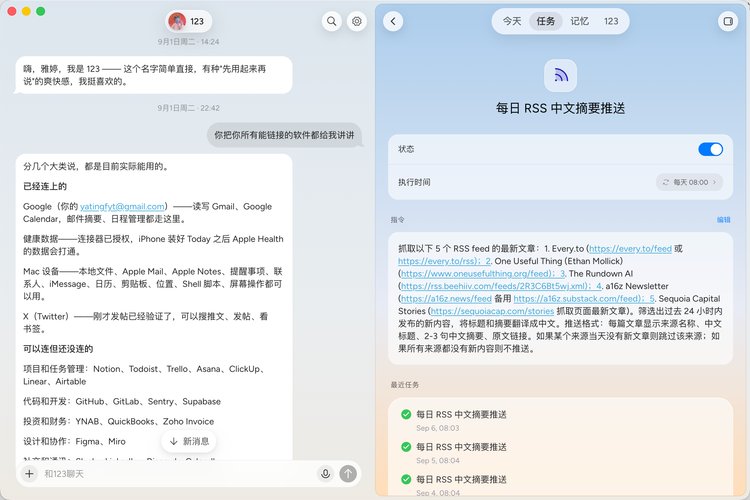 123
9月1日周二 · 14:24
嗨，雅婷，我是 123 —— 这个名字简单直接，有种“先用起来再
说”的爽快感，我挺喜欢的。
9月1日周二 · 22:42
你把你所有能链接的软件都给我讲讲
分几个大类说，都是目前实际能用的。
已经连上的
Google（你的 yatingfyt@gmail.com）——读写 Gmail、Google
Calendar，邮件摘要、日程管理都走这里。
健康数据——连接器已授权，iPhone 装好 Today 之后 Apple Health
的数据会打通。
Mac 设备——本地文件、Apple Mail、Apple Notes、提醒事项、联
系人、iMessage、日历、剪贴板、位置、Shell 脚本、屏幕操作都可
以用。
X（Twitter）——刚才发帖已经验证了，可以搜推文、发帖、看
书签。
可以连但还没连的
项目和任务管理：Notion、Todoist、Trello、Asana、ClickUp、
Linear、Airtable
代码和开发：GitHub、GitLab、Sentry、Supabase
投资和财务：YNAB、QuickBooks、Zoho Invoice
设计和协作：Figma、Miro
新消息
和123聊天
今天 任务 记忆 123
每日 RSS 中文摘要推送
状态
执行时间 每天 08:00
指令 编辑
抓取以下 5 个 RSS feed 的最新文章：1. Every.to (https://every.to/feed 或
https://every.to/rss)；2. One Useful Thing (Ethan Mollick)
(https://www.oneusefulthing.org/feed)；3. The Rundown AI
(https://rss.beehiiv.com/feeds/2R3C6Bt5wj.xml)；4. a16z Newsletter
(https://a16z.news/feed 备用 https://a16z.substack.com/feed)；5. Sequoia Capital
Stories (https://sequoiacap.com/stories 抓取页面最新文章)。筛选出过去 24 小时内
发布的新内容，将标题和摘要翻译成中文。推送格式：每篇文章显示来源名称、中文
标题、2-3 句中文摘要、原文链接。如果某个来源当天没有新文章则跳过该来源；如
果所有来源都没有新内容则不推送。
最近任务
每日 RSS 中文摘要推送
Sep 6, 08:03
每日 RSS 中文摘要推送
Sep 5, 08:04
每日 RSS 中文摘要推送
Sep 4, 08:04